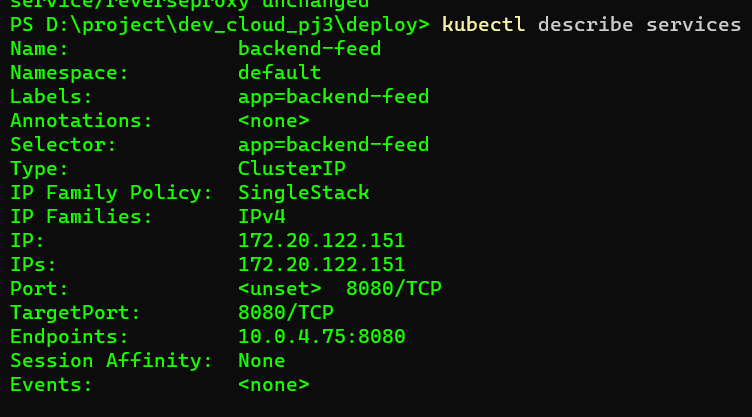 service/reverseproxy unchanged
PS D:\project\dev_cloud_pj3\deploy> kubectl describe services
Name:              backend-feed
Namespace:         default
Labels:            app=backend-feed
Annotations:       <none>
Selector:          app=backend-feed
Type:              ClusterIP
IP Family Policy:  SingleStack
IP Families:       IPv4
IP:                172.20.122.151
IPs:               172.20.122.151
Port:              <unset>  8080/TCP
TargetPort:        8080/TCP
Endpoints:         10.0.4.75:8080
Session Affinity:  None
Events:            <none>